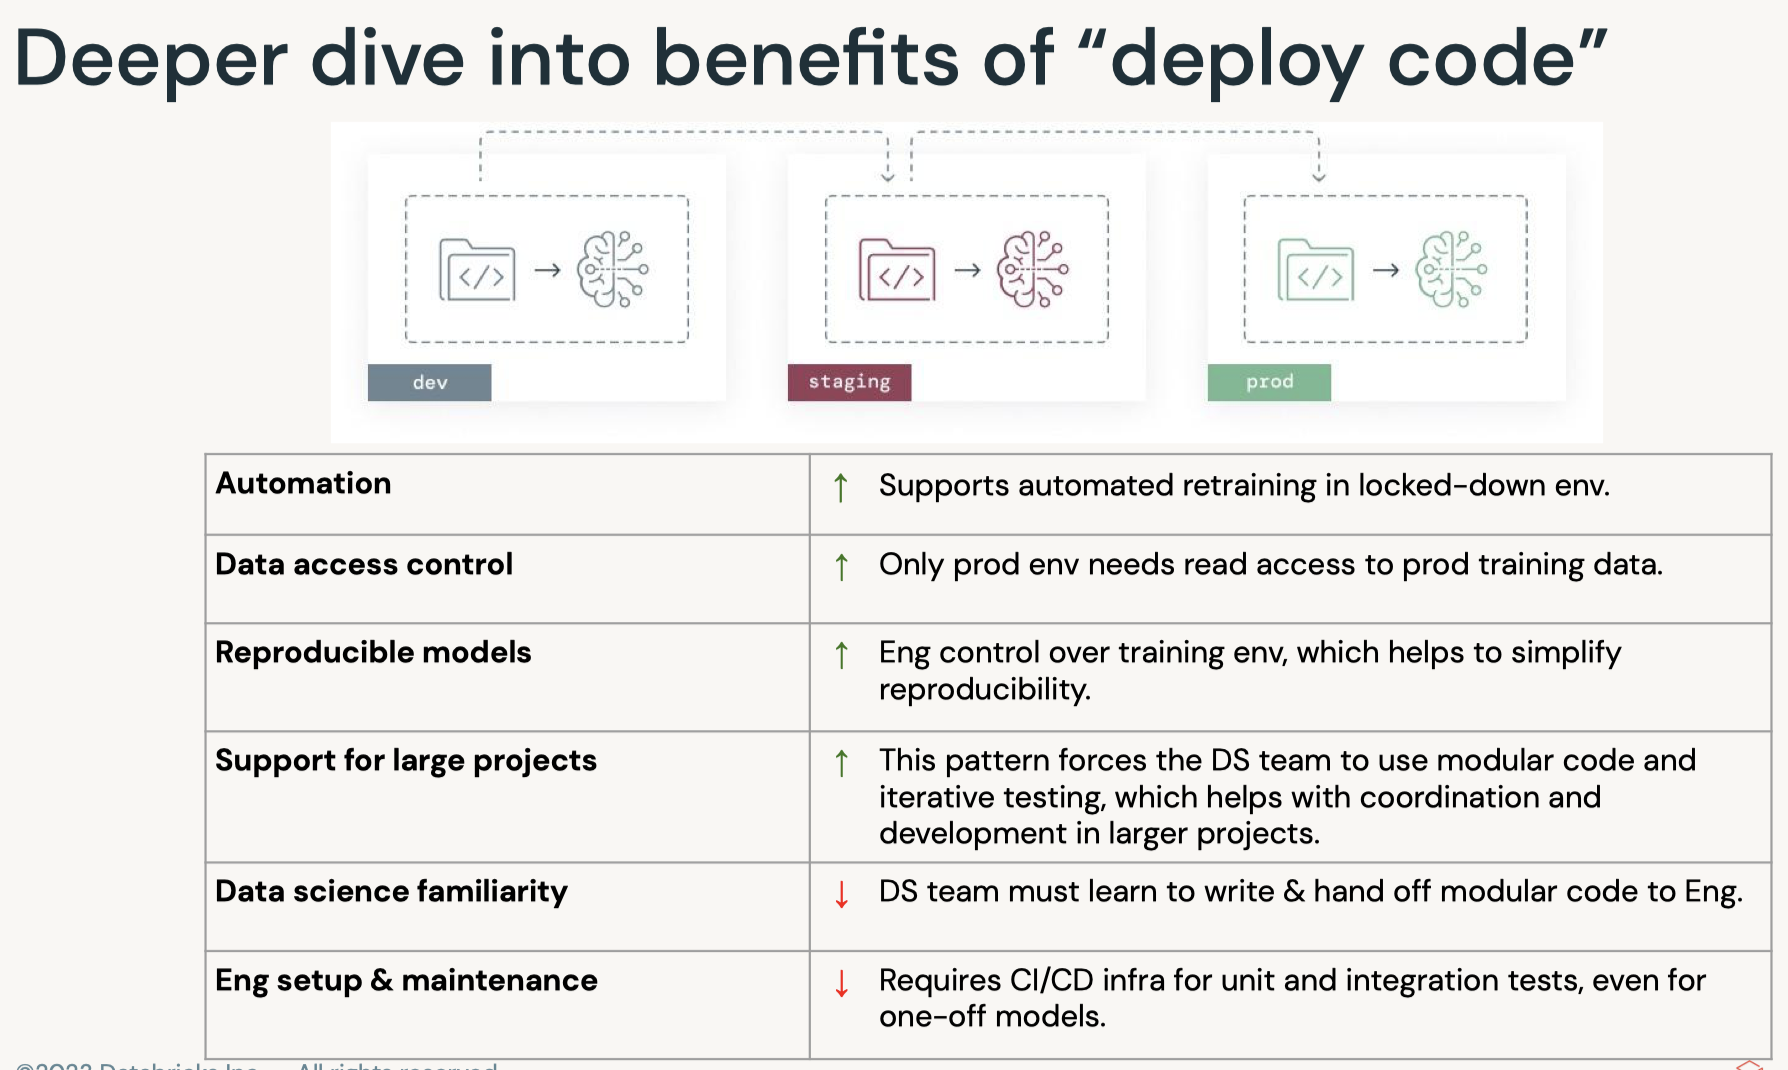 Deeper dive into benefits of “deploy code”
</>
</>
</>
dev
staging
prod
Automation
↑ Supports automated retraining in locked-down env.
Data access control
↑ Only prod env needs read access to prod training data.
Reproducible models
↑ Eng control over training env, which helps to simplify
reproducibility.
Support for large projects
↑ This pattern forces the DS team to use modular code and
iterative testing, which helps with coordination and
development in larger projects.
Data science familiarity
↓ DS team must learn to write & hand off modular code to Eng.
Eng setup & maintenance
↓ Requires CI/CD infra for unit and integration tests, even for
one-off models.
Databricks Inc. — All rights reserved